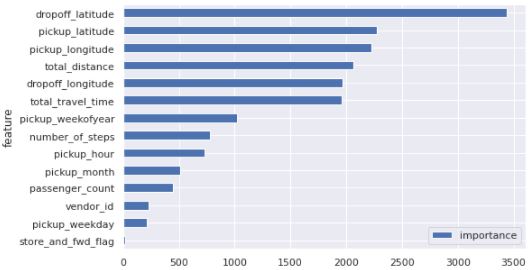 dropoff_latitude
pickup_latitude
pickup_longitude
total_distance
dropoff_longitude
total_travel_time
pickup_weekofyear
number_of_steps
pickup_hour
pickup_month
passenger_count
vendor_id
pickup_weekday
store_and_fwd_flag
feature
importance
0 500 1000 1500 2000 2500 3000 3500